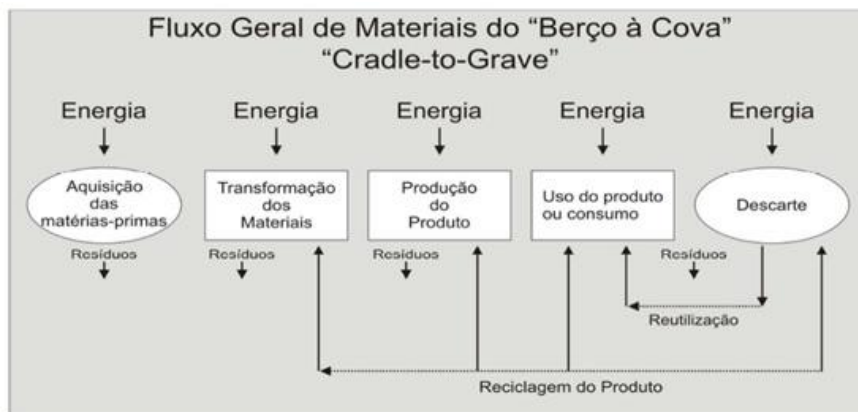 Fluxo Geral de Materiais do “Berço à Cova”
“Cradle-to-Grave”
Energia
Energia
Energia
Energia
Energia
Aquisição
das
matérias-primas
Transformação
dos
Materiais
Produção
do
Produto
Uso do produto
ou consumo
Descarte
Resíduos
Resíduos
Resíduos
Resíduos
Reutilização
Reciclagem do Produto